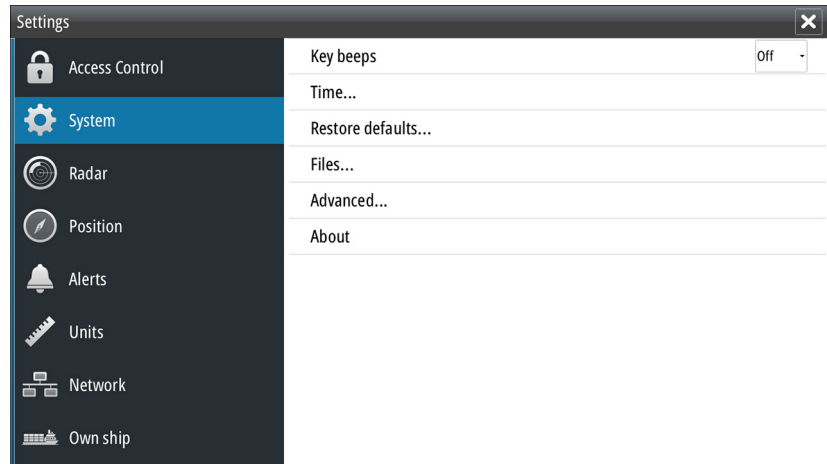 Settings
Access Control
System
Radar
Position
Alerts
Units
Network
Own ship
Key beeps Off
Time...
Restore defaults...
Files...
Advanced...
About